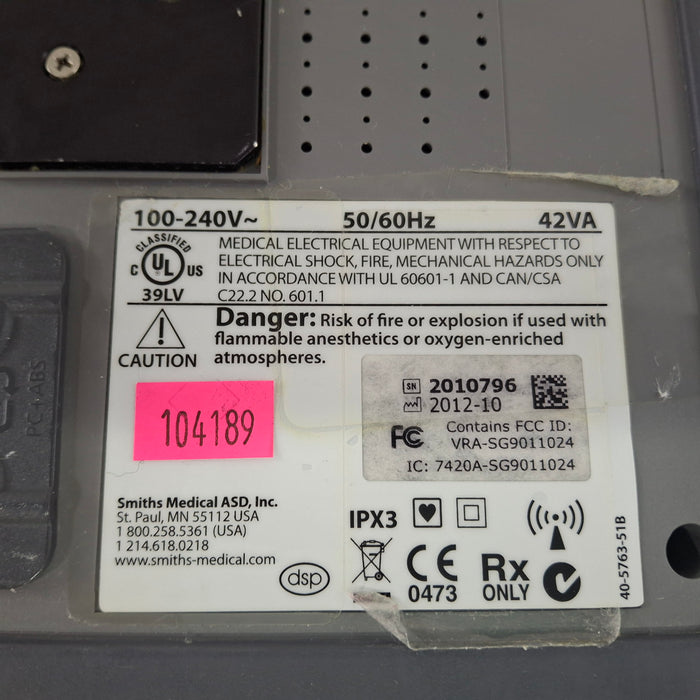 100-240V~ 50/60Hz 42VA
CLASSIFIED
C UL US
39LV
MEDICAL ELECTRICAL EQUIPMENT WITH RESPECT TO
ELECTRICAL SHOCK, FIRE, MECHANICAL HAZARDS ONLY
IN ACCORDANCE WITH UL 60601-1 AND CAN/CSA
C22.2 NO. 601.1
CAUTION
Danger: Risk of fire or explosion if used with
flammable anesthetics or oxygen-enriched
atmospheres.
104189
SN 2010796
2012-10
FC Contains FCC ID:
VRA-SG9011024
IC: 7420A-SG9011024
Smiths Medical ASD, Inc.
St. Paul, MN 55112 USA
1 800.258.5361 (USA)
1 214.618.0218
www.smiths-medical.com
dsp
IPX3
CE
0473
Rx
ONLY
40-5763-51B
PC+ABS